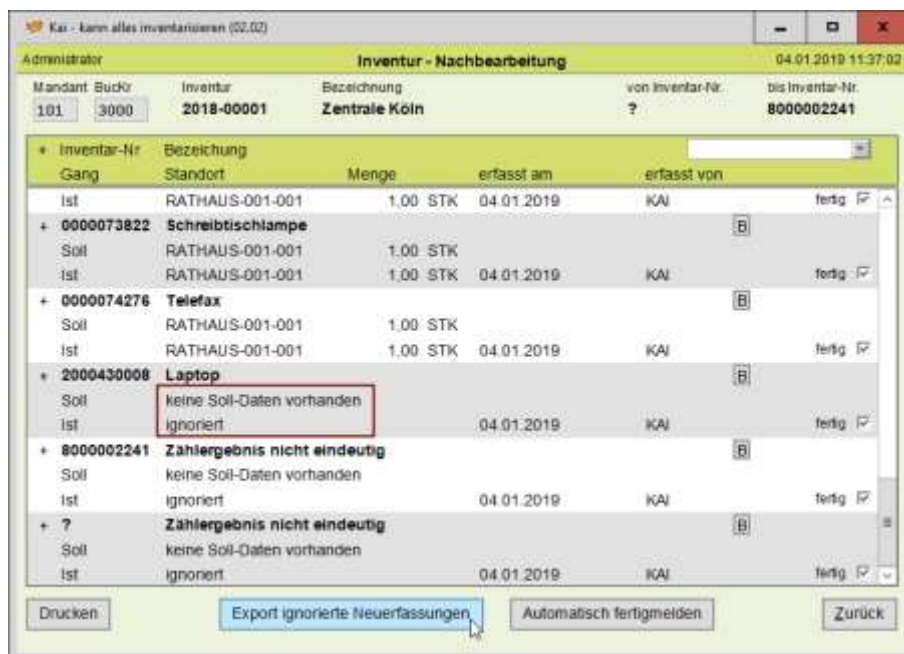 Kai - kann alles inventarisieren (02.02)
Administrator Inventur - Nachbearbeitung 04.01.2019 11:37:02
Mandant BucKr Inventur Bezeichnung von Inventar-Nr. bis Inventar-Nr.
101 3000 2018-00001 Zentrale Köln ? 8000002241
+ Inventar-Nr Bezeichung
Gang Standort Menge erfasst am erfasst von
Ist RATHAUS-001-001 1,00 STK 04.01.2019 KAI fertig
+ 0000073822 Schreibtischlampe B
Soll RATHAUS-001-001 1,00 STK
Ist RATHAUS-001-001 1,00 STK 04.01.2019 KAI fertig
+ 0000074276 Telefax B
Soll RATHAUS-001-001 1,00 STK
Ist RATHAUS-001-001 1,00 STK 04.01.2019 KAI fertig
+ 2000430008 Laptop B
Soll keine Soll-Daten vorhanden
Ist ignoriert 04.01.2019 KAI fertig
+ 8000002241 Zählergebnis nicht eindeutig B
Soll keine Soll-Daten vorhanden
Ist ignoriert 04.01.2019 KAI fertig
+ ? Zählergebnis nicht eindeutig B
Soll keine Soll-Daten vorhanden
Ist ignoriert 04.01.2019 KAI fertig
Drucken Export ignorierte Neuerfassungen Automatisch fertigmelden Zurück